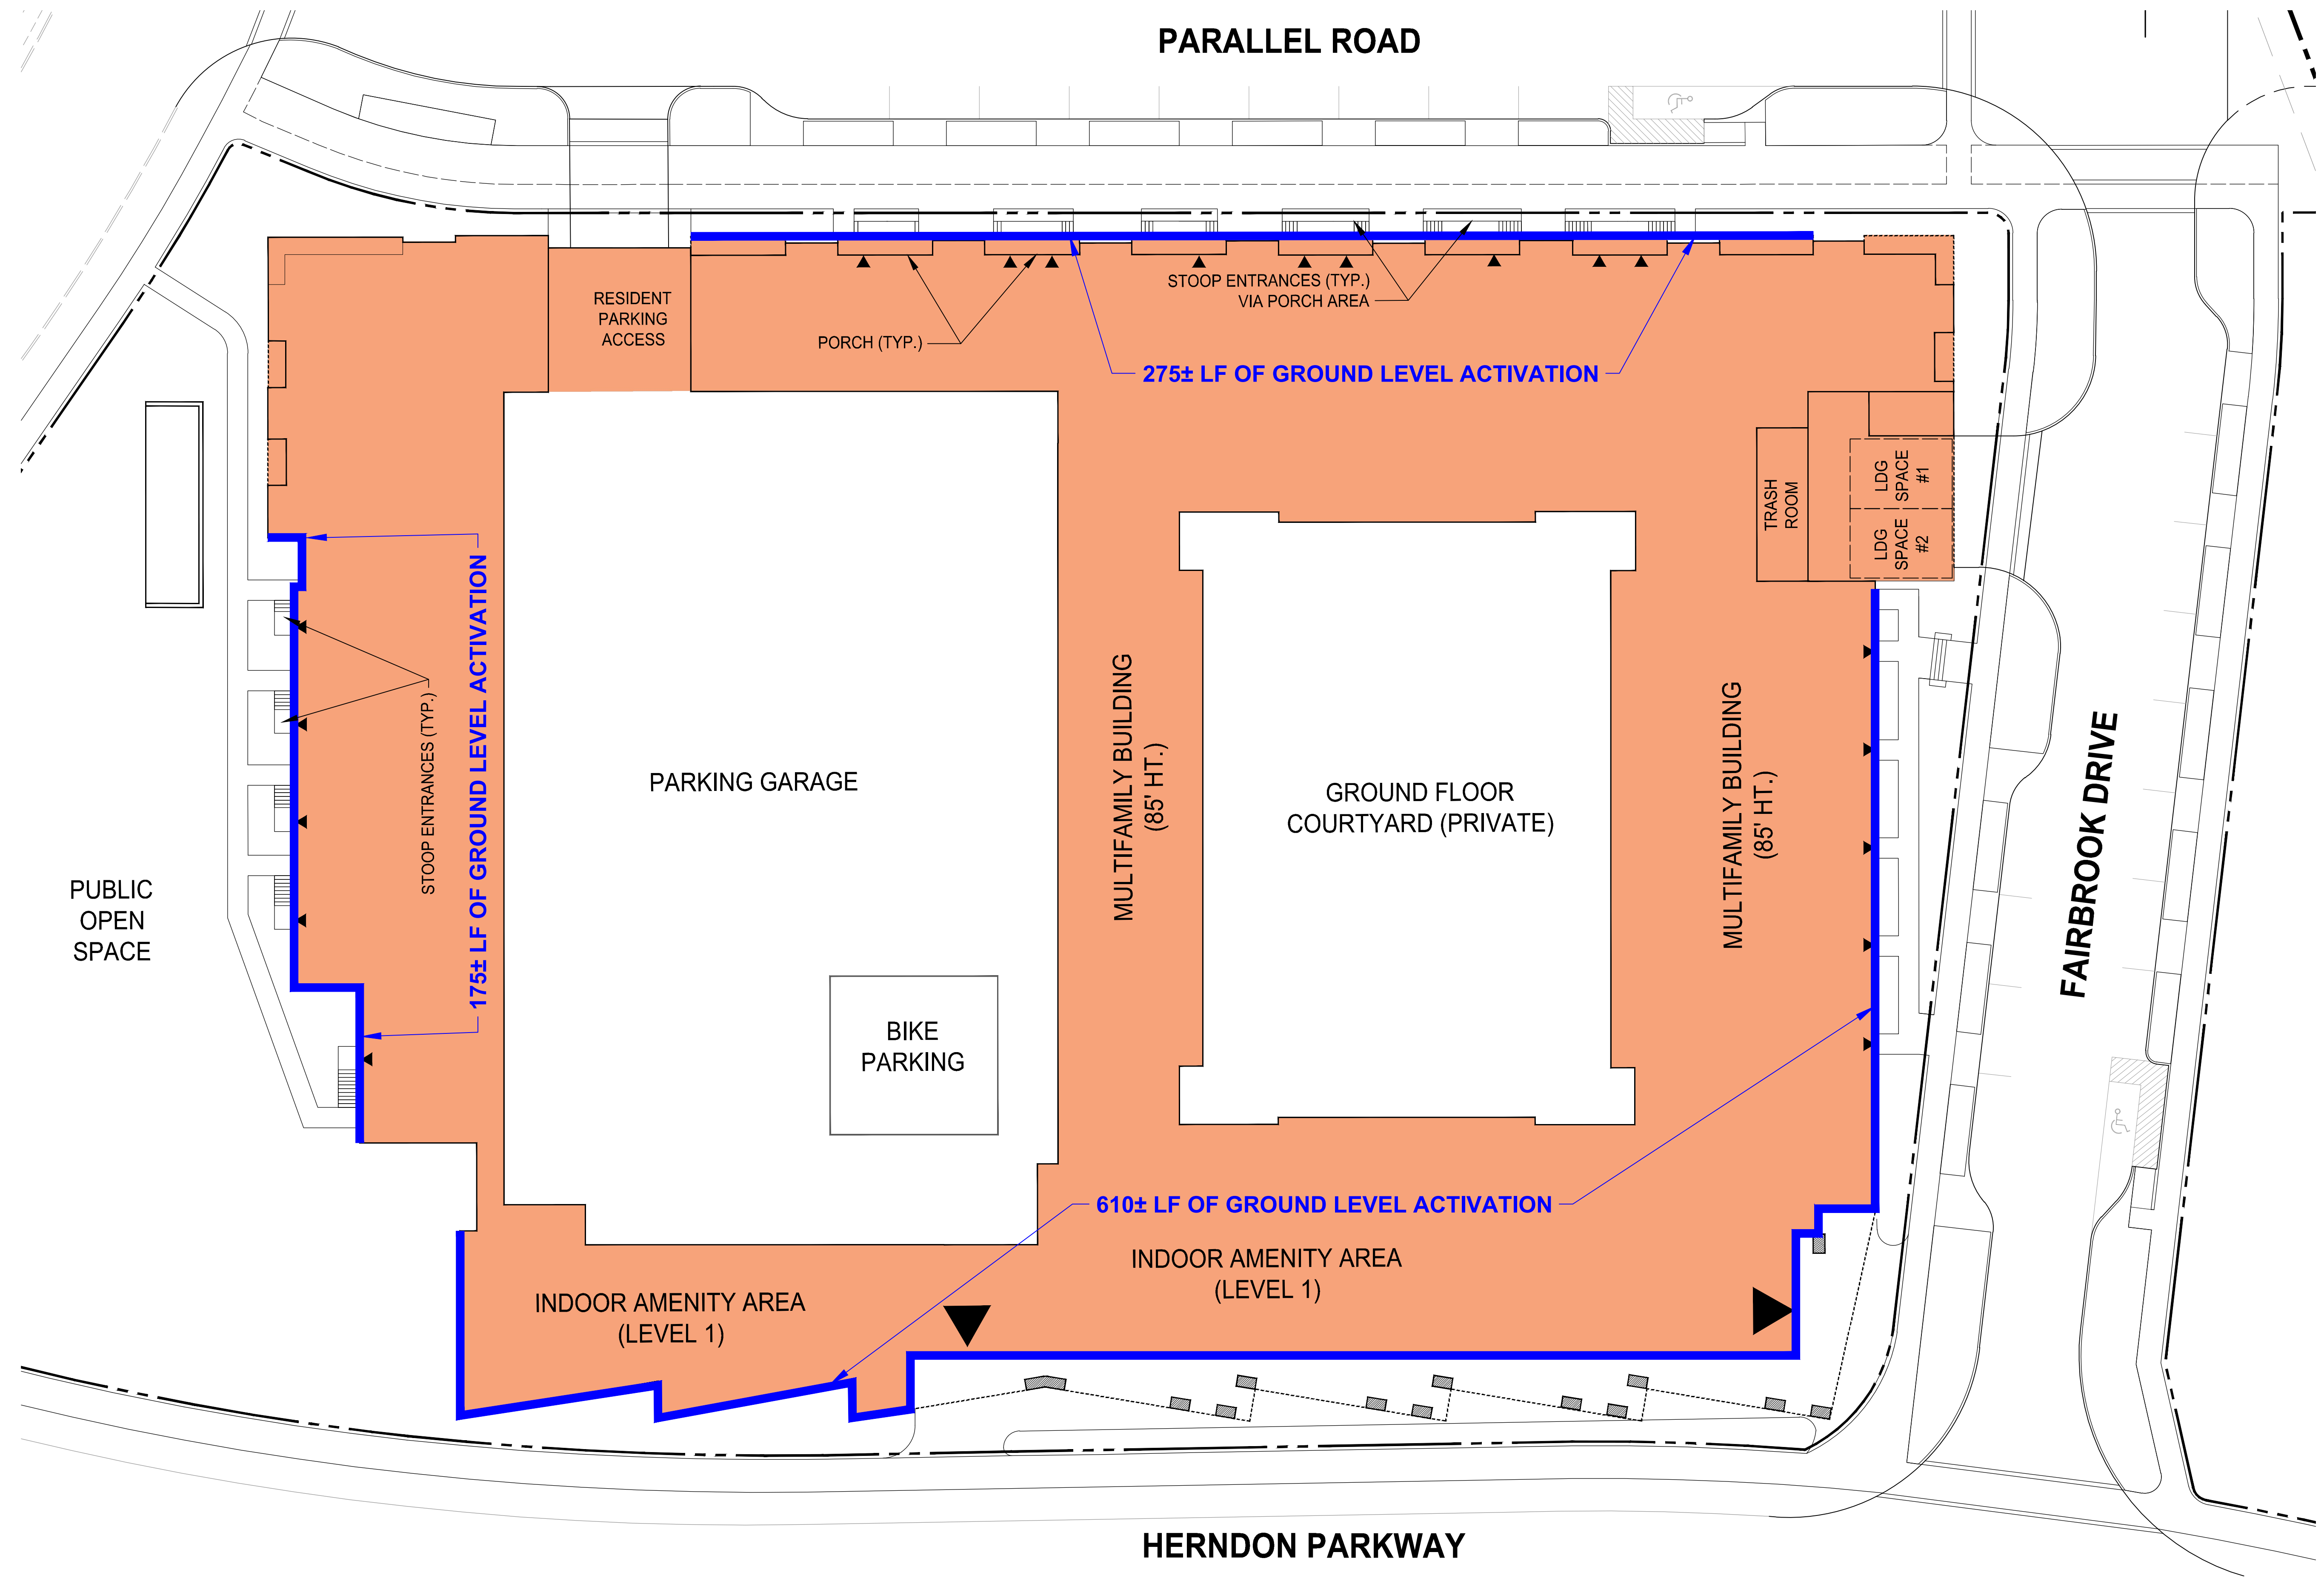 PARALLEL ROAD
RESIDENT
PARKING
ACCESS
STOOP ENTRANCES (TYP.)
VIA PORCH AREA
PORCH (TYP.)
275± LF OF GROUND LEVEL ACTIVATION
TRASH
ROOM
LDG
SPACE
#1
LDG
SPACE
#2
175± LF OF GROUND LEVEL ACTIVATION
STOOP ENTRANCES (TYP.)
PARKING GARAGE
MULTIFAMILY BUILDING
(85' HT.)
GROUND FLOOR
COURTYARD (PRIVATE)
MULTIFAMILY BUILDING
(85' HT.)
FAIRBROOK DRIVE
PUBLIC
OPEN
SPACE
BIKE
PARKING
610± LF OF GROUND LEVEL ACTIVATION
INDOOR AMENITY AREA
(LEVEL 1)
INDOOR AMENITY AREA
(LEVEL 1)
HERNDON PARKWAY